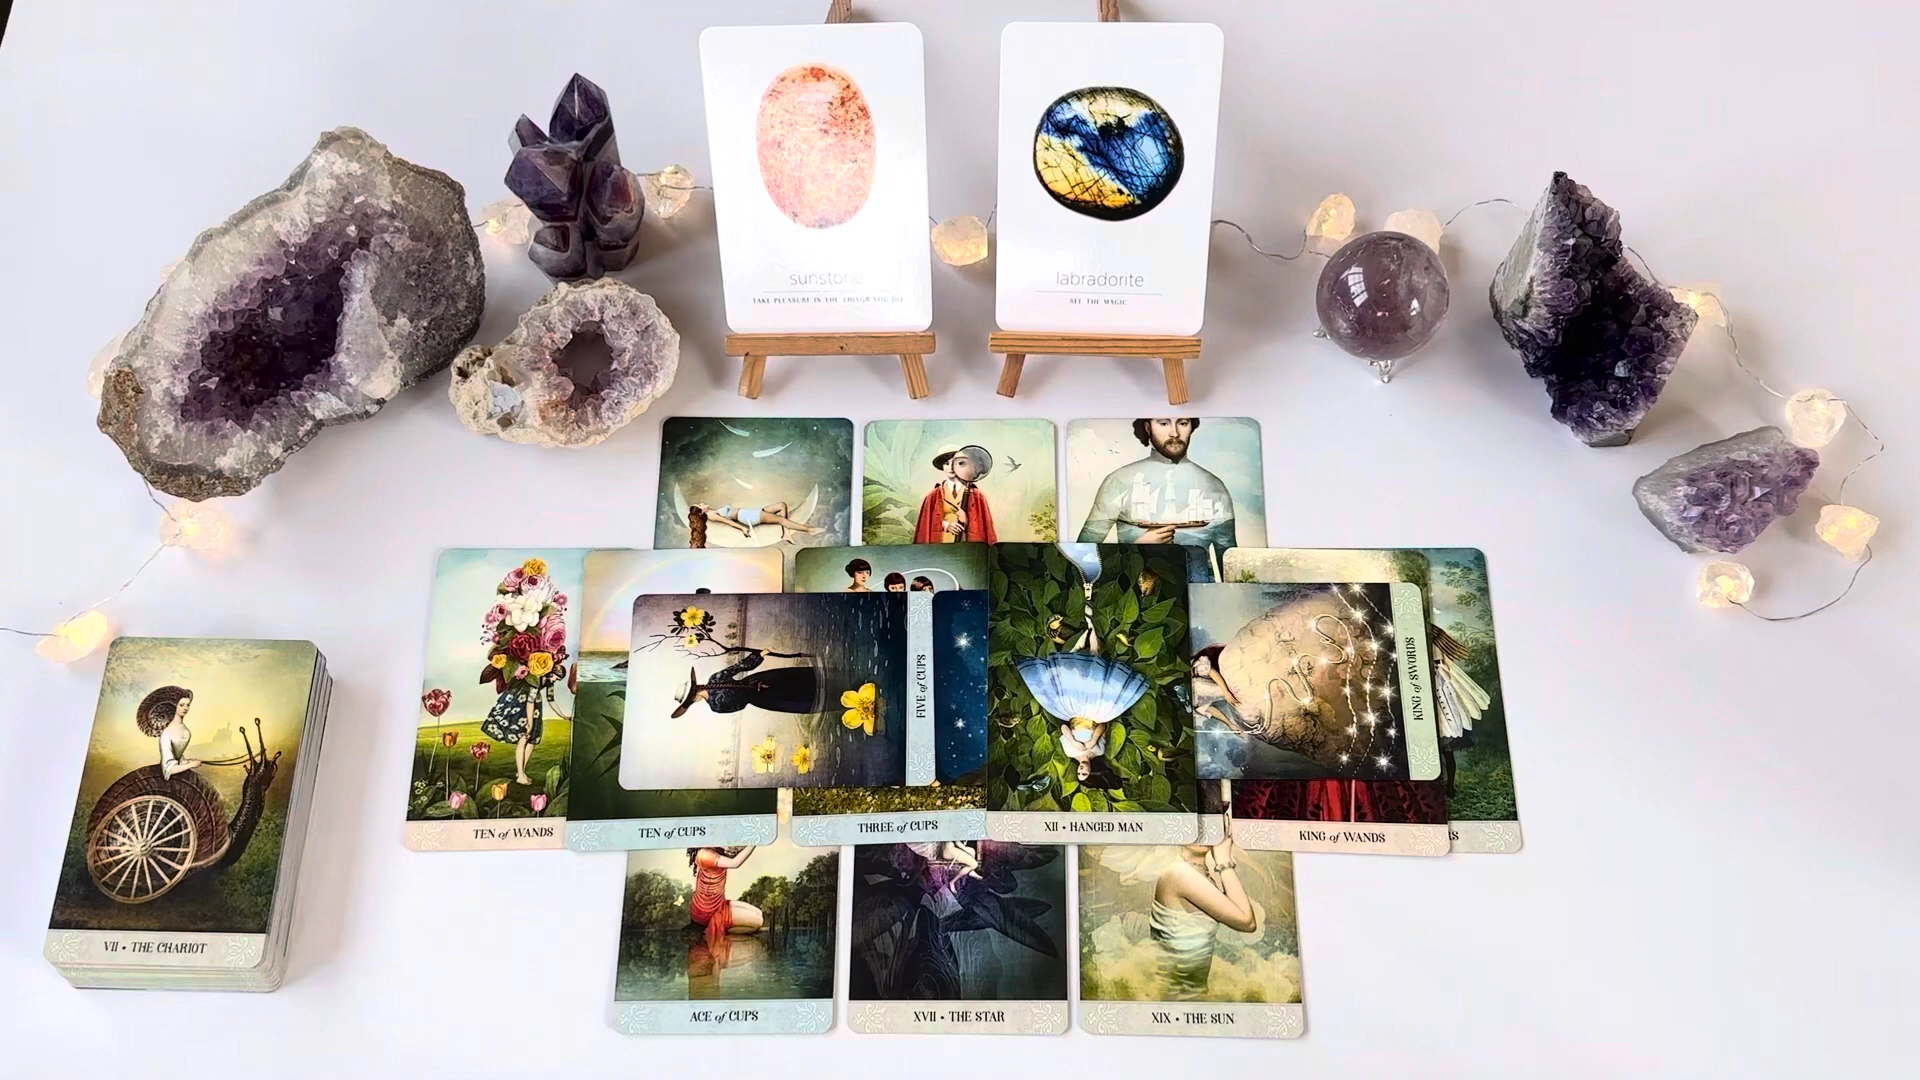 sunstone
TAKE PLEASURE IN THE THINGS YOU DO
labradorite
SEE THE MAGIC
FIVE of CUPS
KING of SWORDS
TEN of WANDS
TEN of CUPS
THREE of CUPS
XII • HANGED MAN
KING of WANDS
VII • THE CHARIOT
ACE of CUPS
XVII • THE STAR
XIX • THE SUN